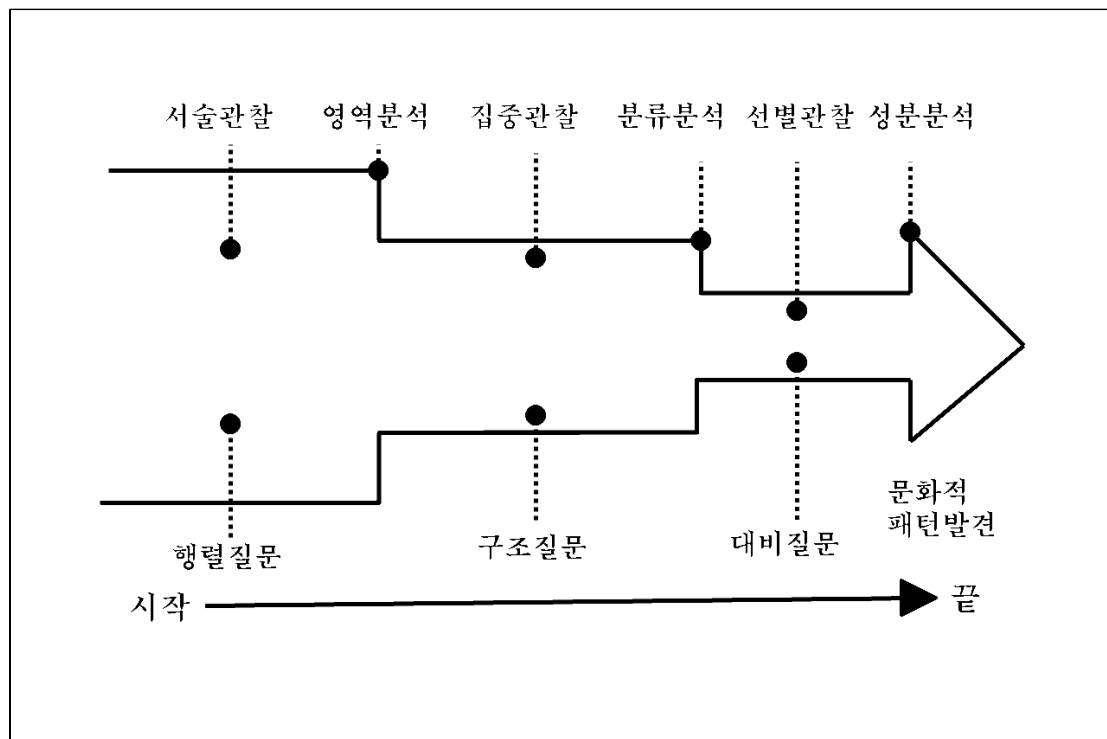 서술관찰
영역분석
집중관찰
분류분석
선별관찰
성분분석
행렬질문
구조질문
대비질문
문화적
패턴발견
시작
끝